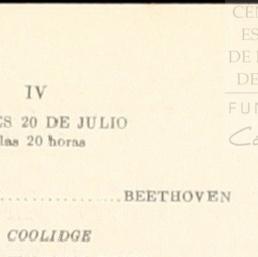 IV
ES 20 DE JULIO
las 20 horas
BEETHOVEN
COOLIDGE
CE
ES
DE
DE
FUN